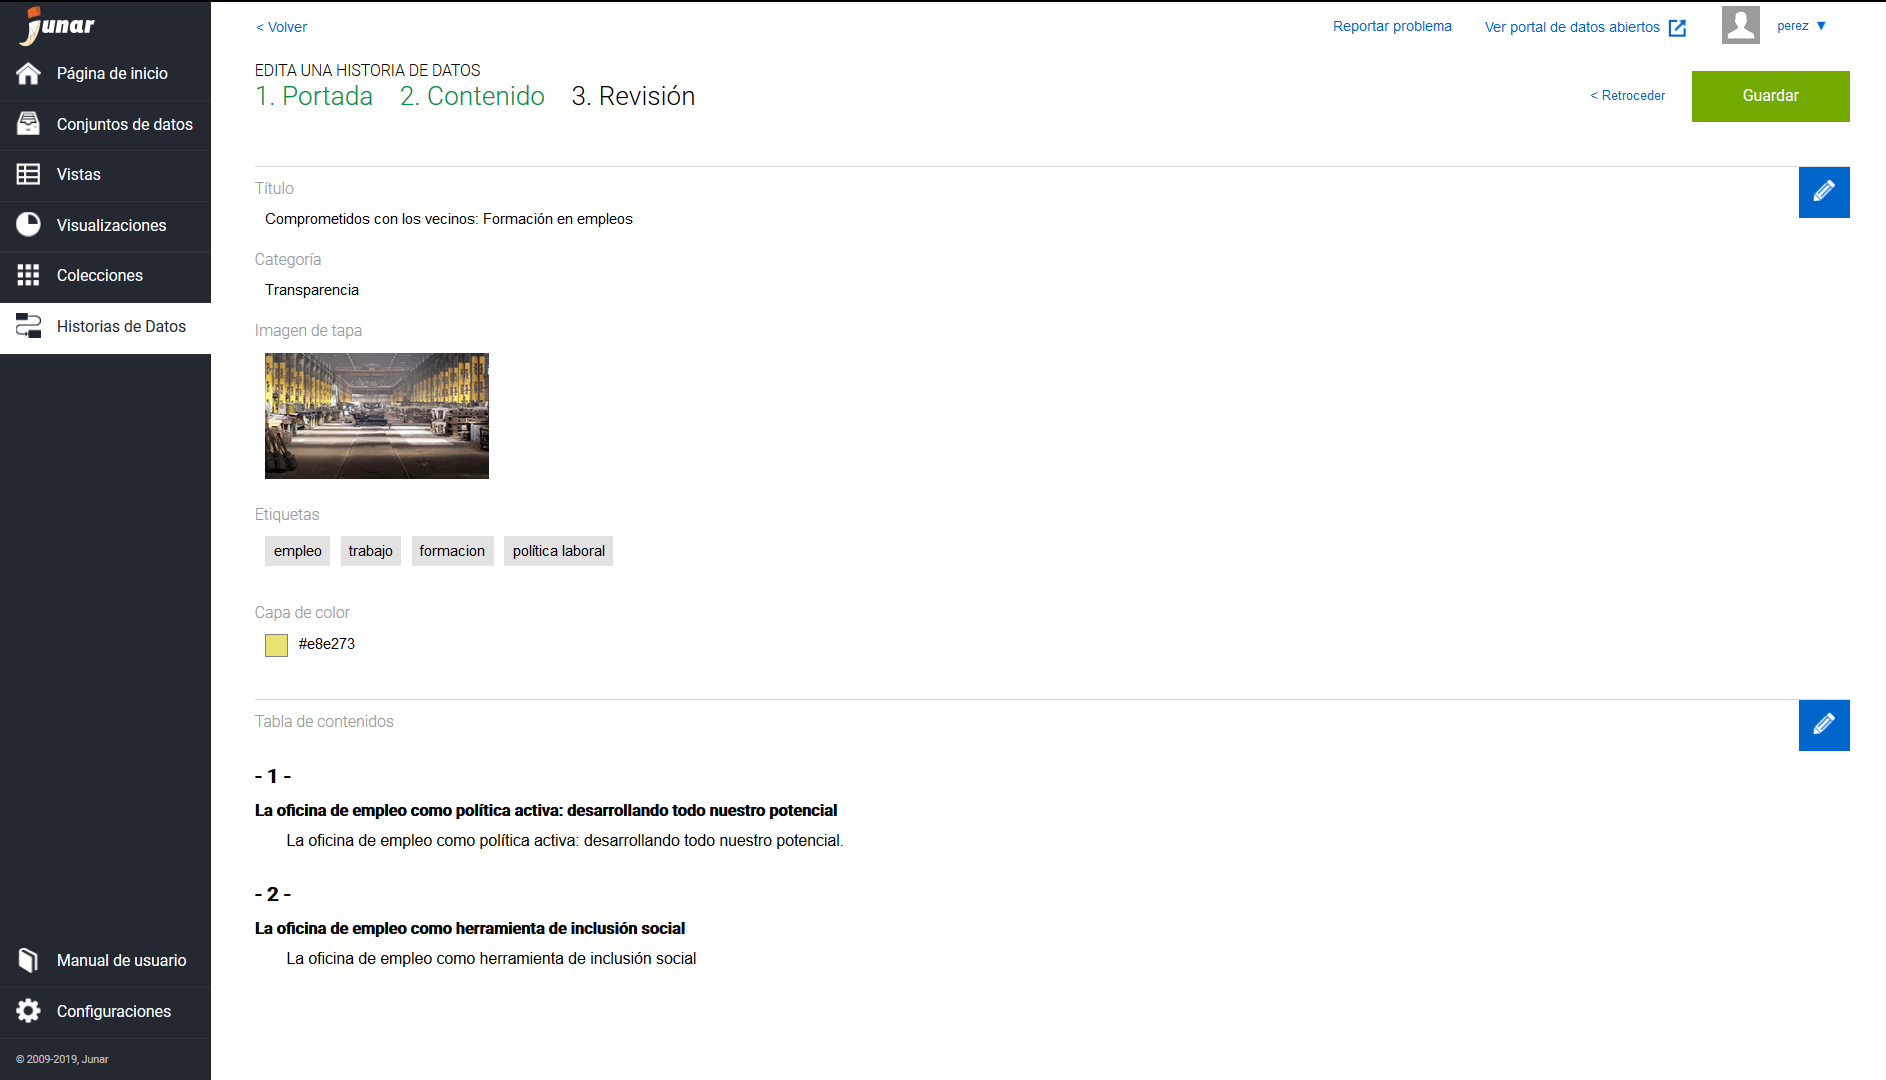 junar
< Volver
Reportar problema
Ver portal de datos abiertos
perez ▼
Página de inicio
Conjuntos de datos
Vistas
Visualizaciones
Colecciones
Historias de Datos
EDITA UNA HISTORIA DE DATOS
1. Portada 2. Contenido 3. Revisión
< Retroceder
Guardar
Título
Comprometidos con los vecinos: Formación en empleos
Categoría
Transparencia
Imagen de tapa
Etiquetas
empleo trabajo formacion política laboral
Capa de color
#e8e273
Tabla de contenidos
- 1 -
La oficina de empleo como política activa: desarrollando todo nuestro potencial
La oficina de empleo como política activa: desarrollando todo nuestro potencial.
- 2 -
La oficina de empleo como herramienta de inclusión social
La oficina de empleo como herramienta de inclusión social
Manual de usuario
Configuraciones
© 2009-2019, Junar